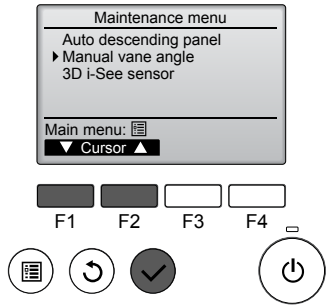 Maintenance menu
Auto descending panel
Manual vane angle
3D i-See sensor
Main menu:
▼ Cursor ▲
F1 F2 F3 F4